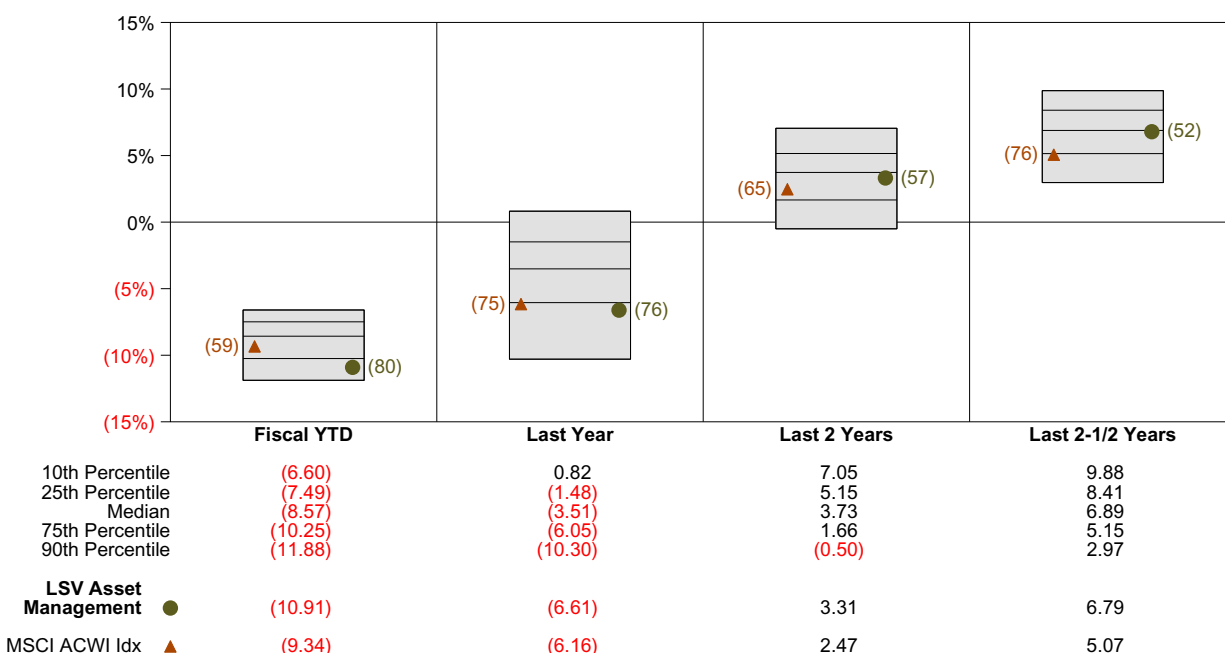 15%
10%
5%
0%
(5%)
(10%)
(15%)
(59)
(80)
(75)
(76)
(65)
(57)
(76)
(52)
Fiscal YTD Last Year Last 2 Years Last 2-1/2 Years
10th Percentile (6.60) 0.82 7.05 9.88
25th Percentile (7.49) (1.48) 5.15 8.41
Median (8.57) (3.51) 3.73 6.89
75th Percentile (10.25) (6.05) 1.66 5.15
90th Percentile (11.88) (10.30) (0.50) 2.97
LSV Asset
Management (10.91) (6.61) 3.31 6.79
MSCI ACWI Idx (9.34) (6.16) 2.47 5.07